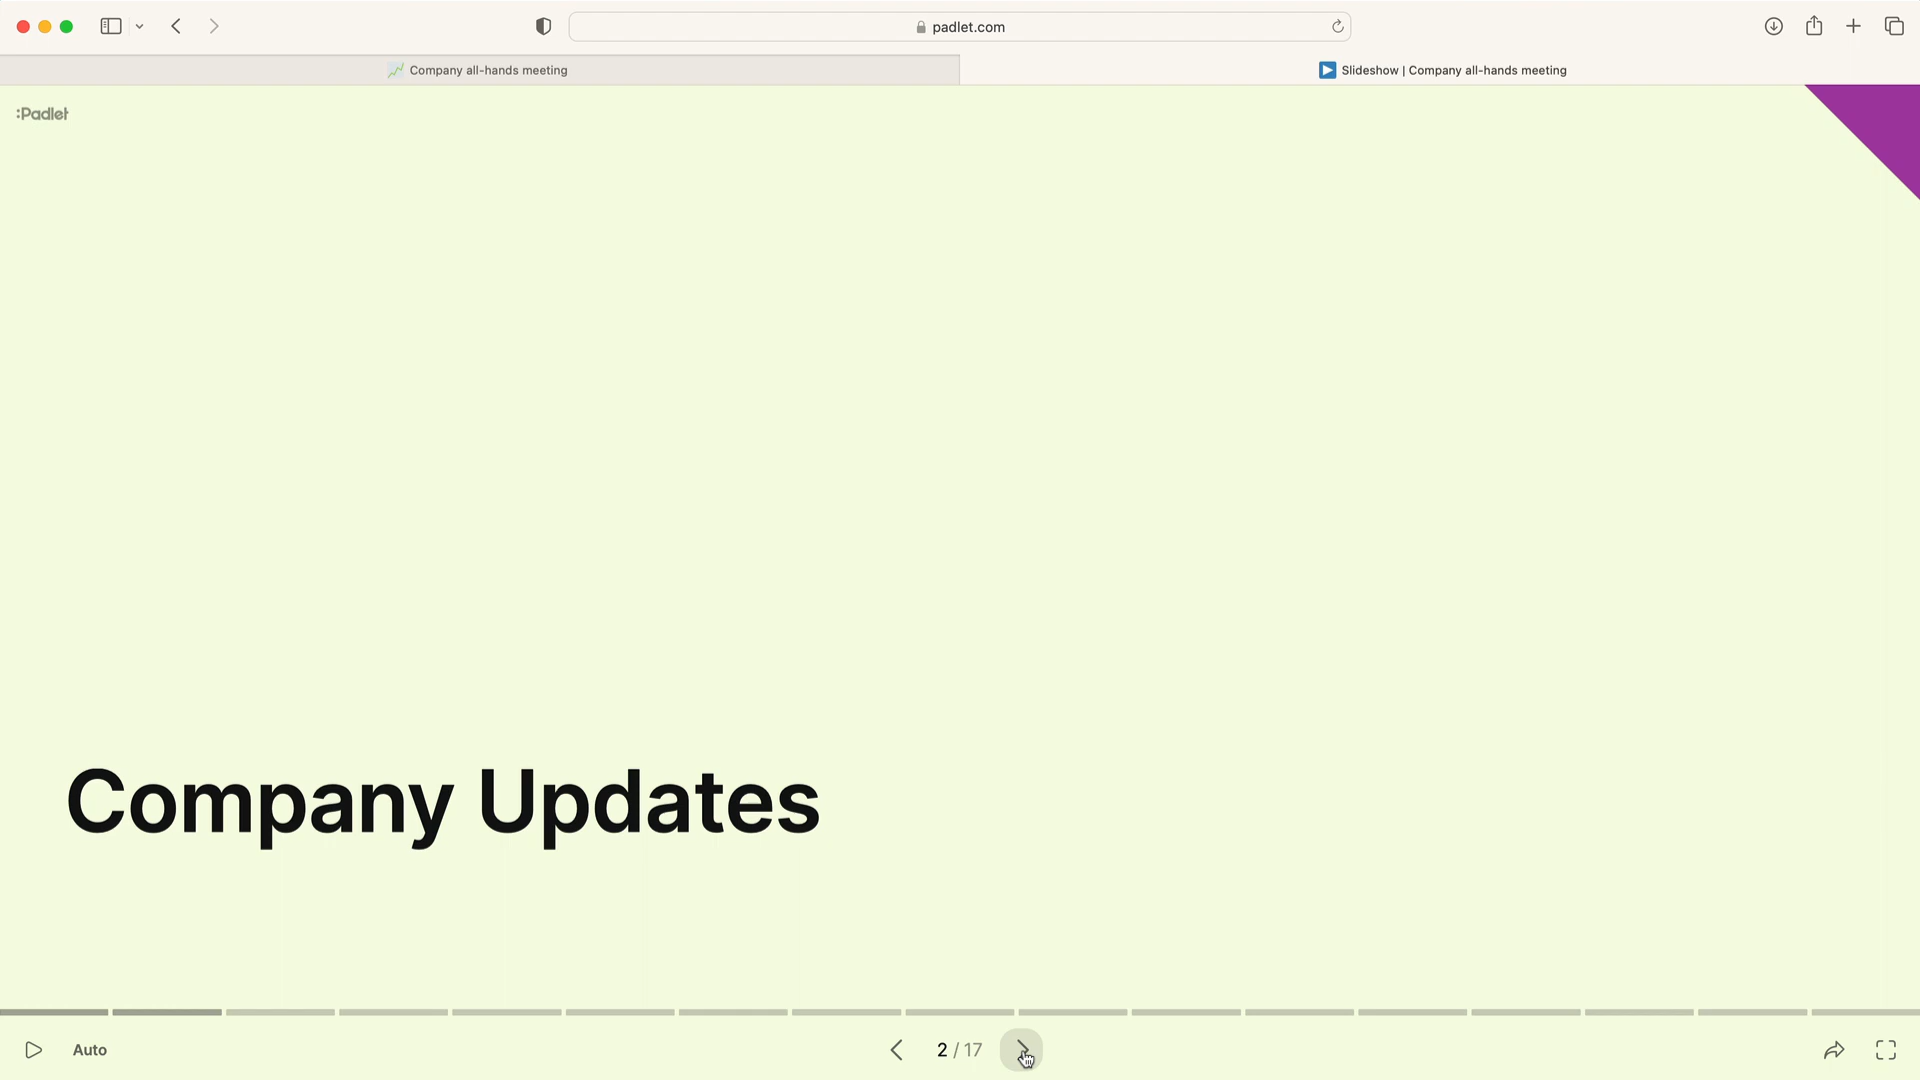 padlet.com
Company all-hands meeting
Slideshow | Company all-hands meeting
:Padlet
Company Updates
Auto
2 / 17